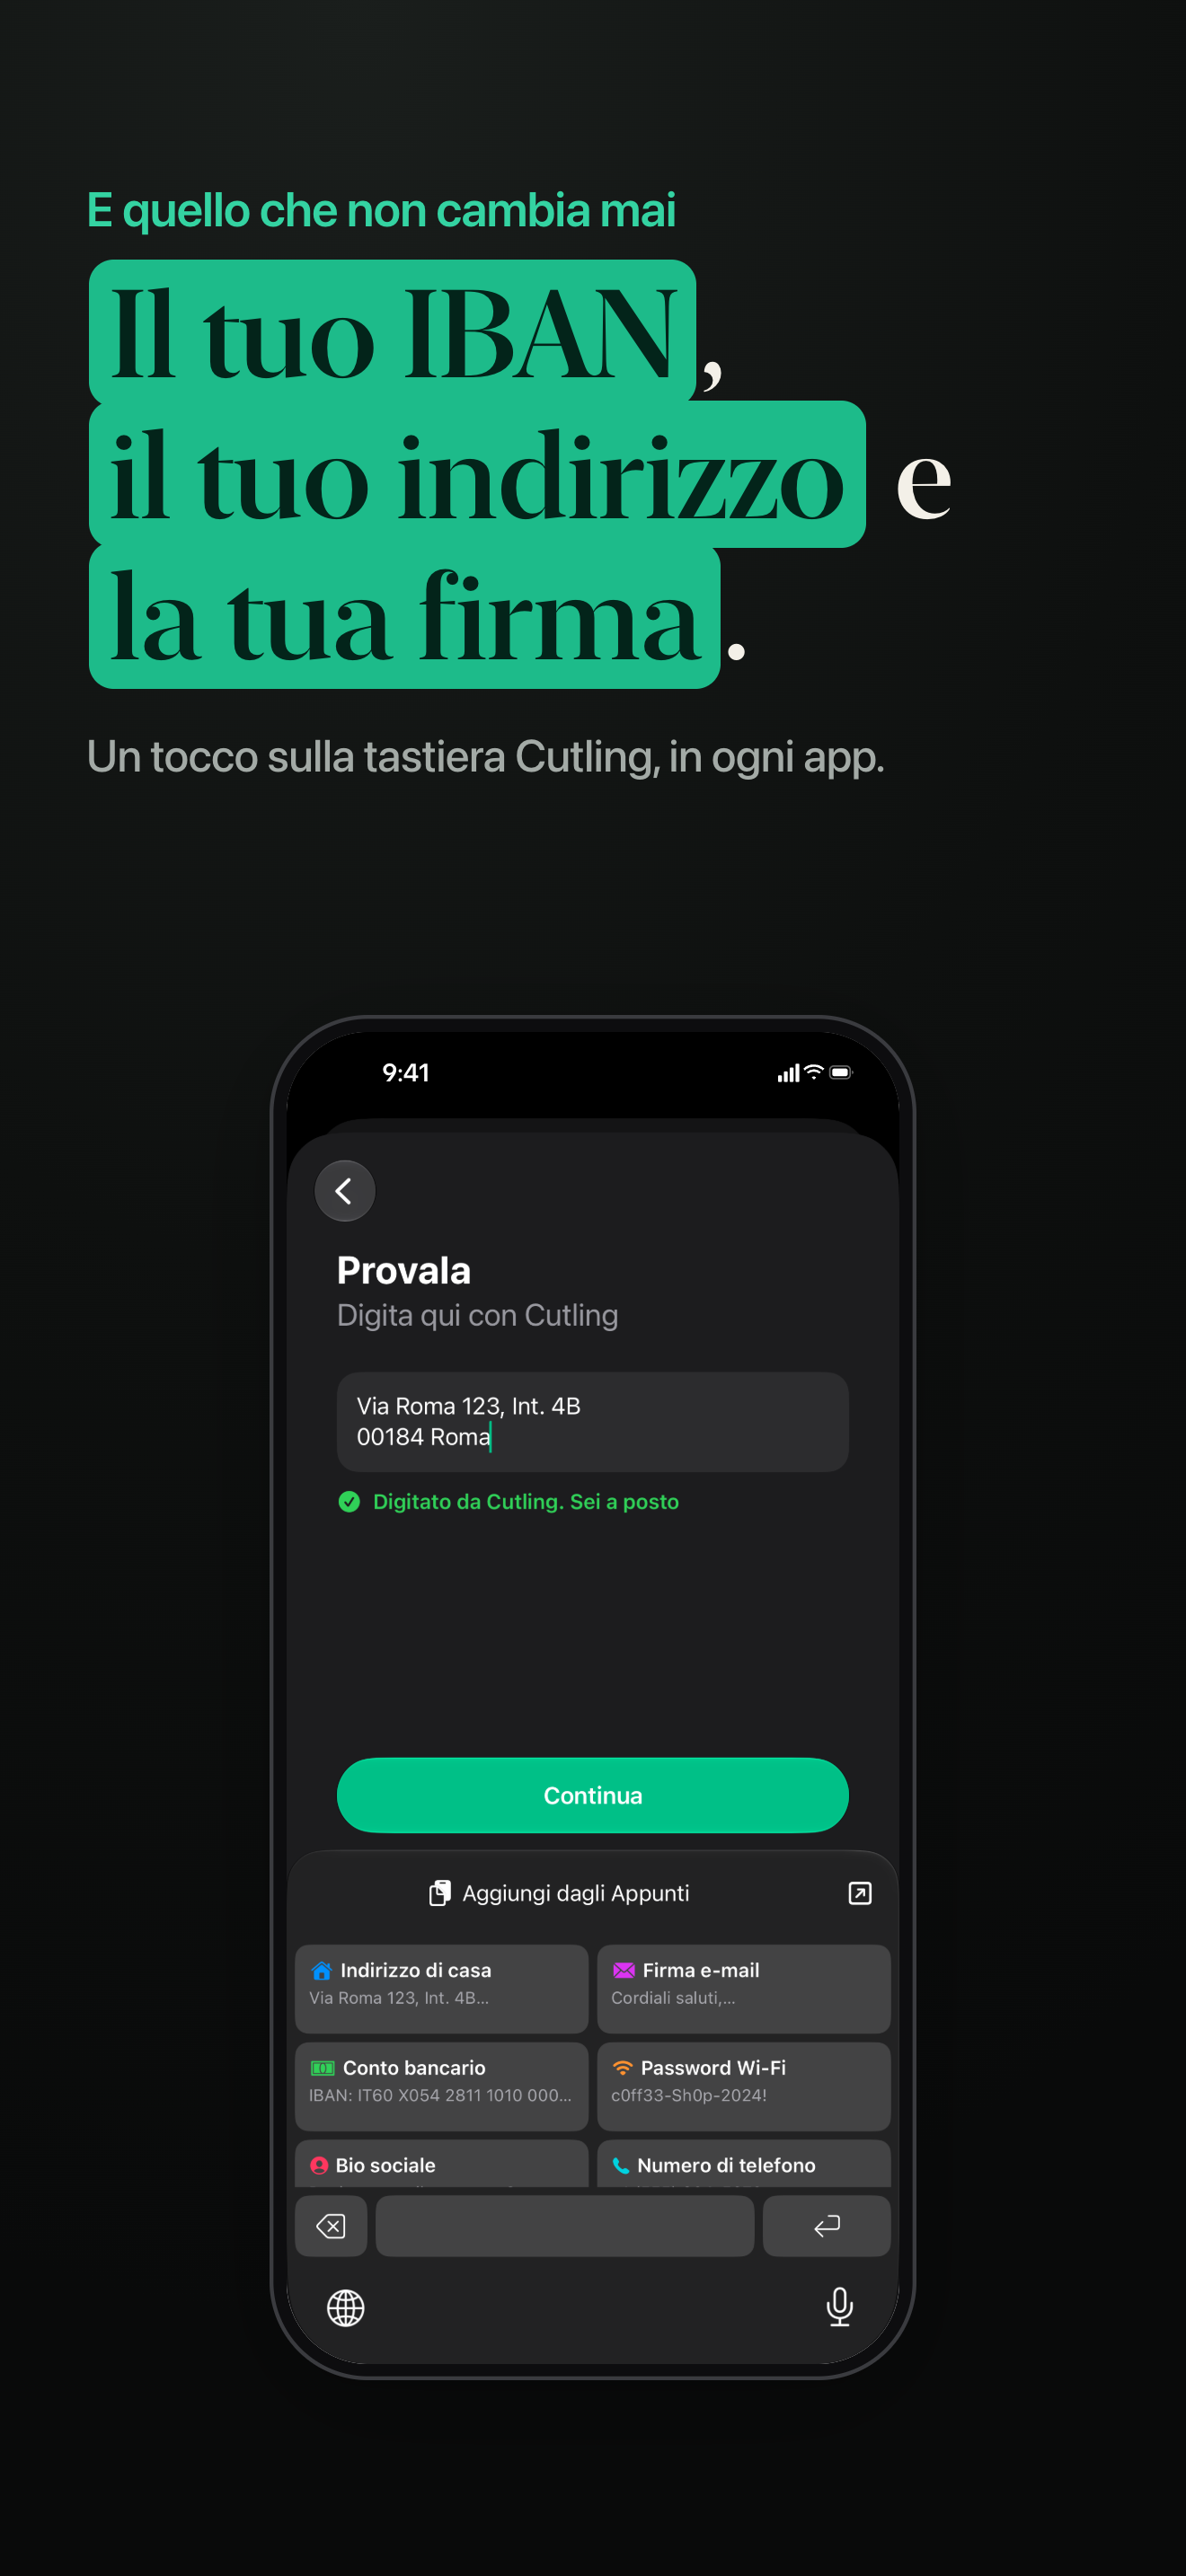 E quello che non cambia mai
Il tuo IBAN,
il tuo indirizzo e
la tua firma.
Un tocco sulla tastiera Cutling, in ogni app.
9:41
Provala
Digita qui con Cutling
Via Roma 123, Int. 4B
00184 Roma
Digitato da Cutling. Sei a posto
Continua
Aggiungi dagli Appunti
Indirizzo di casa
Via Roma 123, Int. 4B...
Firma e-mail
Cordiali saluti,...
Conto bancario
IBAN: IT60 X054 2811 1010 000...
Password Wi-Fi
c0ff33-Sh0p-2024!
Bio sociale
Numero di telefono